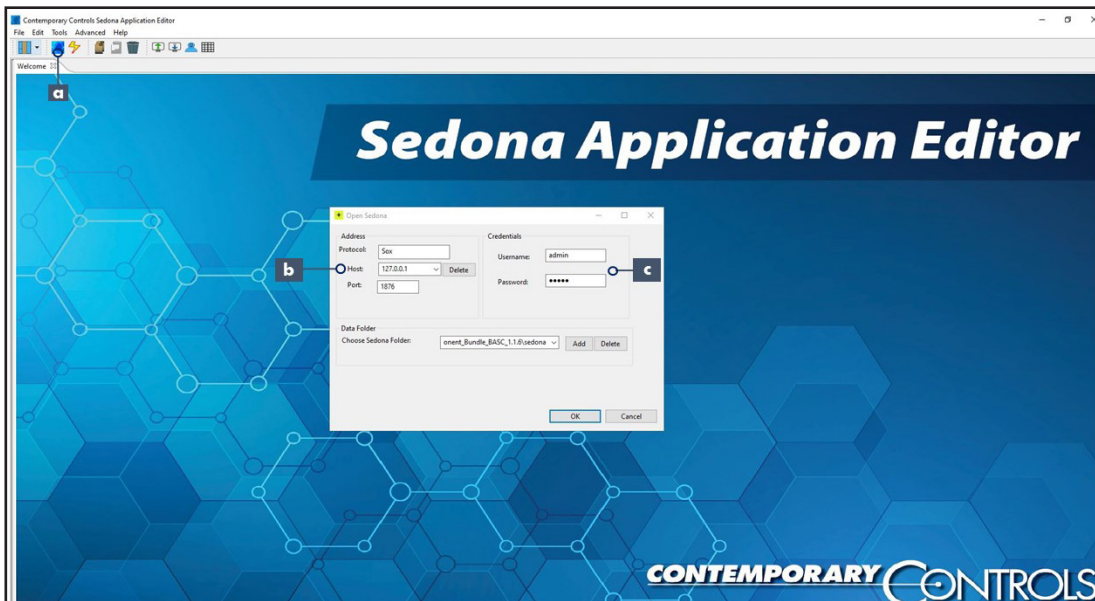 Contemporary Controls Sedona Application Editor
File Edit Tools Advanced Help
Welcome
a
Sedona Application Editor
Open Sedona
Address
Credentials
Protocol: Sox
Username: admin
b
Host: 127.0.0.1 Delete
c
Port: 1876
Password: •••••
Data Folder
Choose Sedona Folder: onent_Bundle_BASC_1.1.6\sedona Add Delete
OK Cancel
CONTEMPORARY CONTROLS